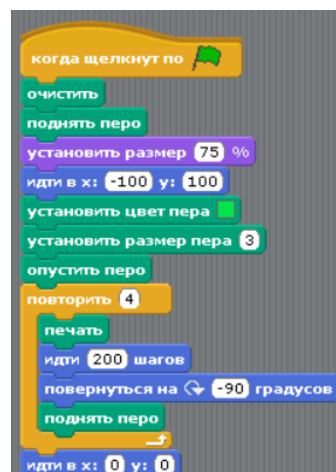 когда щелкнут по
очистить
поднять перо
установить размер 75 %
идти в x: -100 y: 100
установить цвет пера
установить размер пера 3
опустить перо
повторить 4
печать
идти 200 шагов
повернуться на -90 градусов
поднять перо
идти в x: 0 y: 0